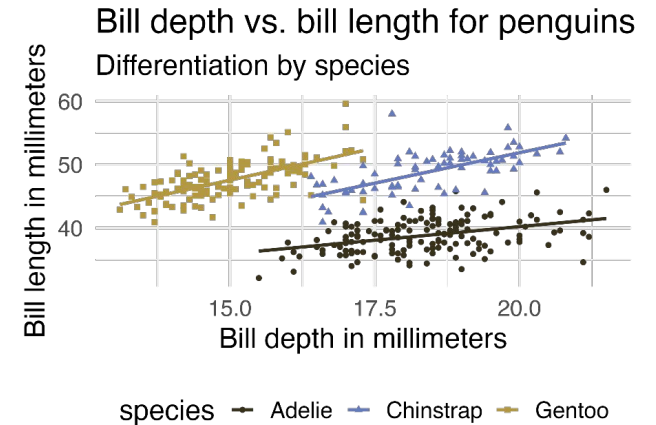 Bill depth vs. bill length for penguins
Differentiation by species
Bill length in millimeters
60
50
40
15.0 17.5 20.0
Bill depth in millimeters
species Adelie Chinstrap Gentoo